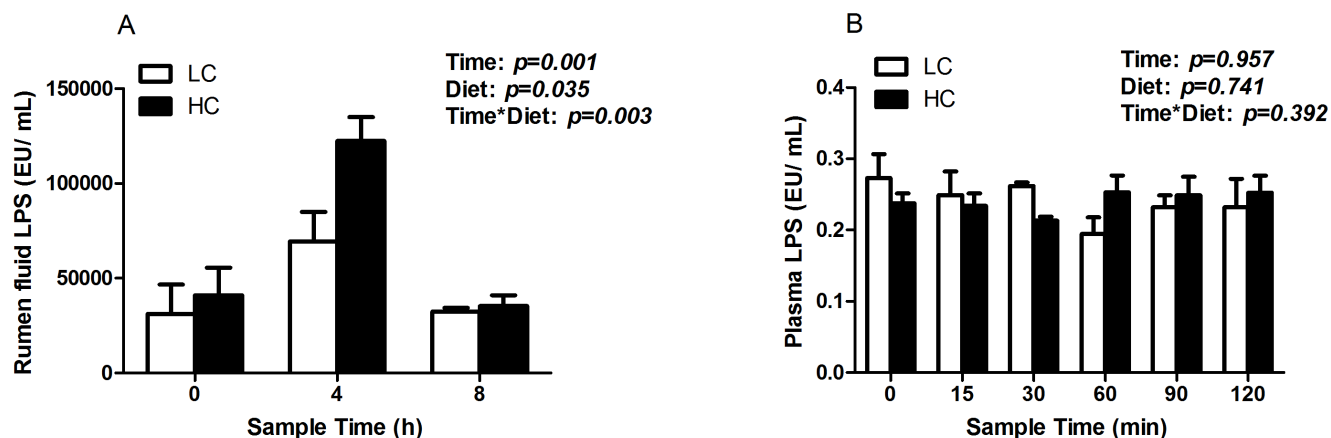 A
LC
HC
Time: p=0.001
Diet: p=0.035
Time*Diet: p=0.003
Rumen fluid LPS (EU/ mL)
150000
100000
50000
0
0 4 8
Sample Time (h)
B
LC
HC
Time: p=0.957
Diet: p=0.741
Time*Diet: p=0.392
Plasma LPS (EU/ mL)
0.4
0.3
0.2
0.1
0.0
0 15 30 60 90 120
Sample Time (min)